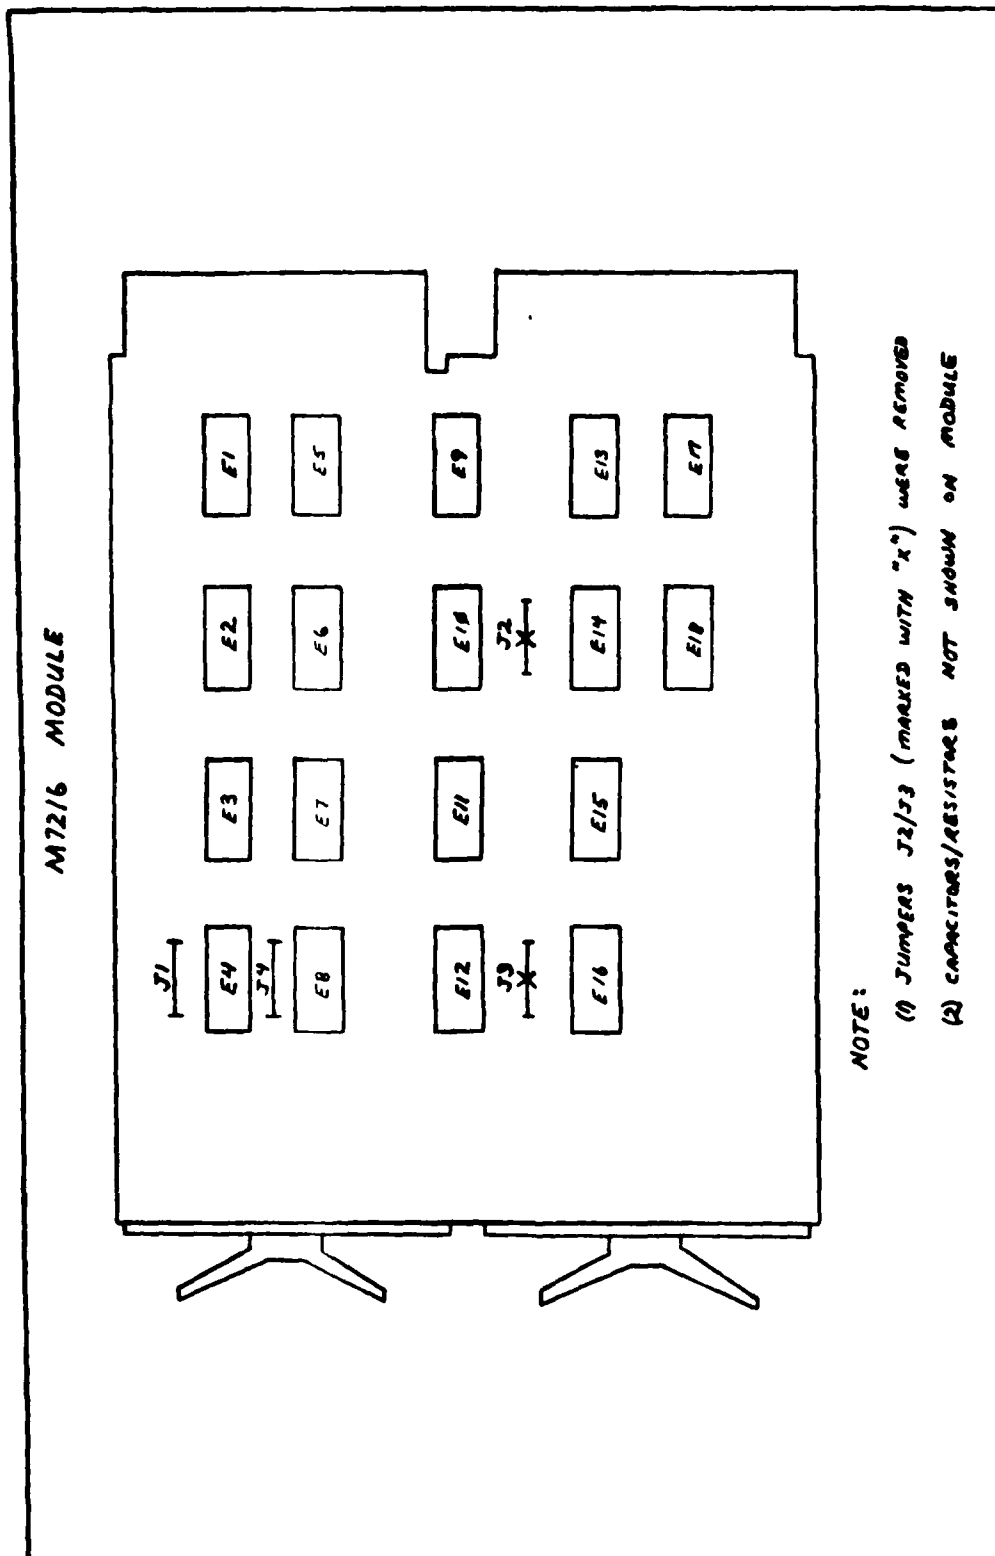 M7216 MODULE
J1
E4 E3 E2 E1
J4
E8 E7 E6 E5
E12 E11 E10 E9
J3 J2
E16 E15 E14 E13
E18 E17
NOTE:
(1) JUMPERS J2/J3 (MARKED WITH "X") WERE REMOVED
(2) CAPACITORS/RESISTORS NOT SHOWN ON MODULE